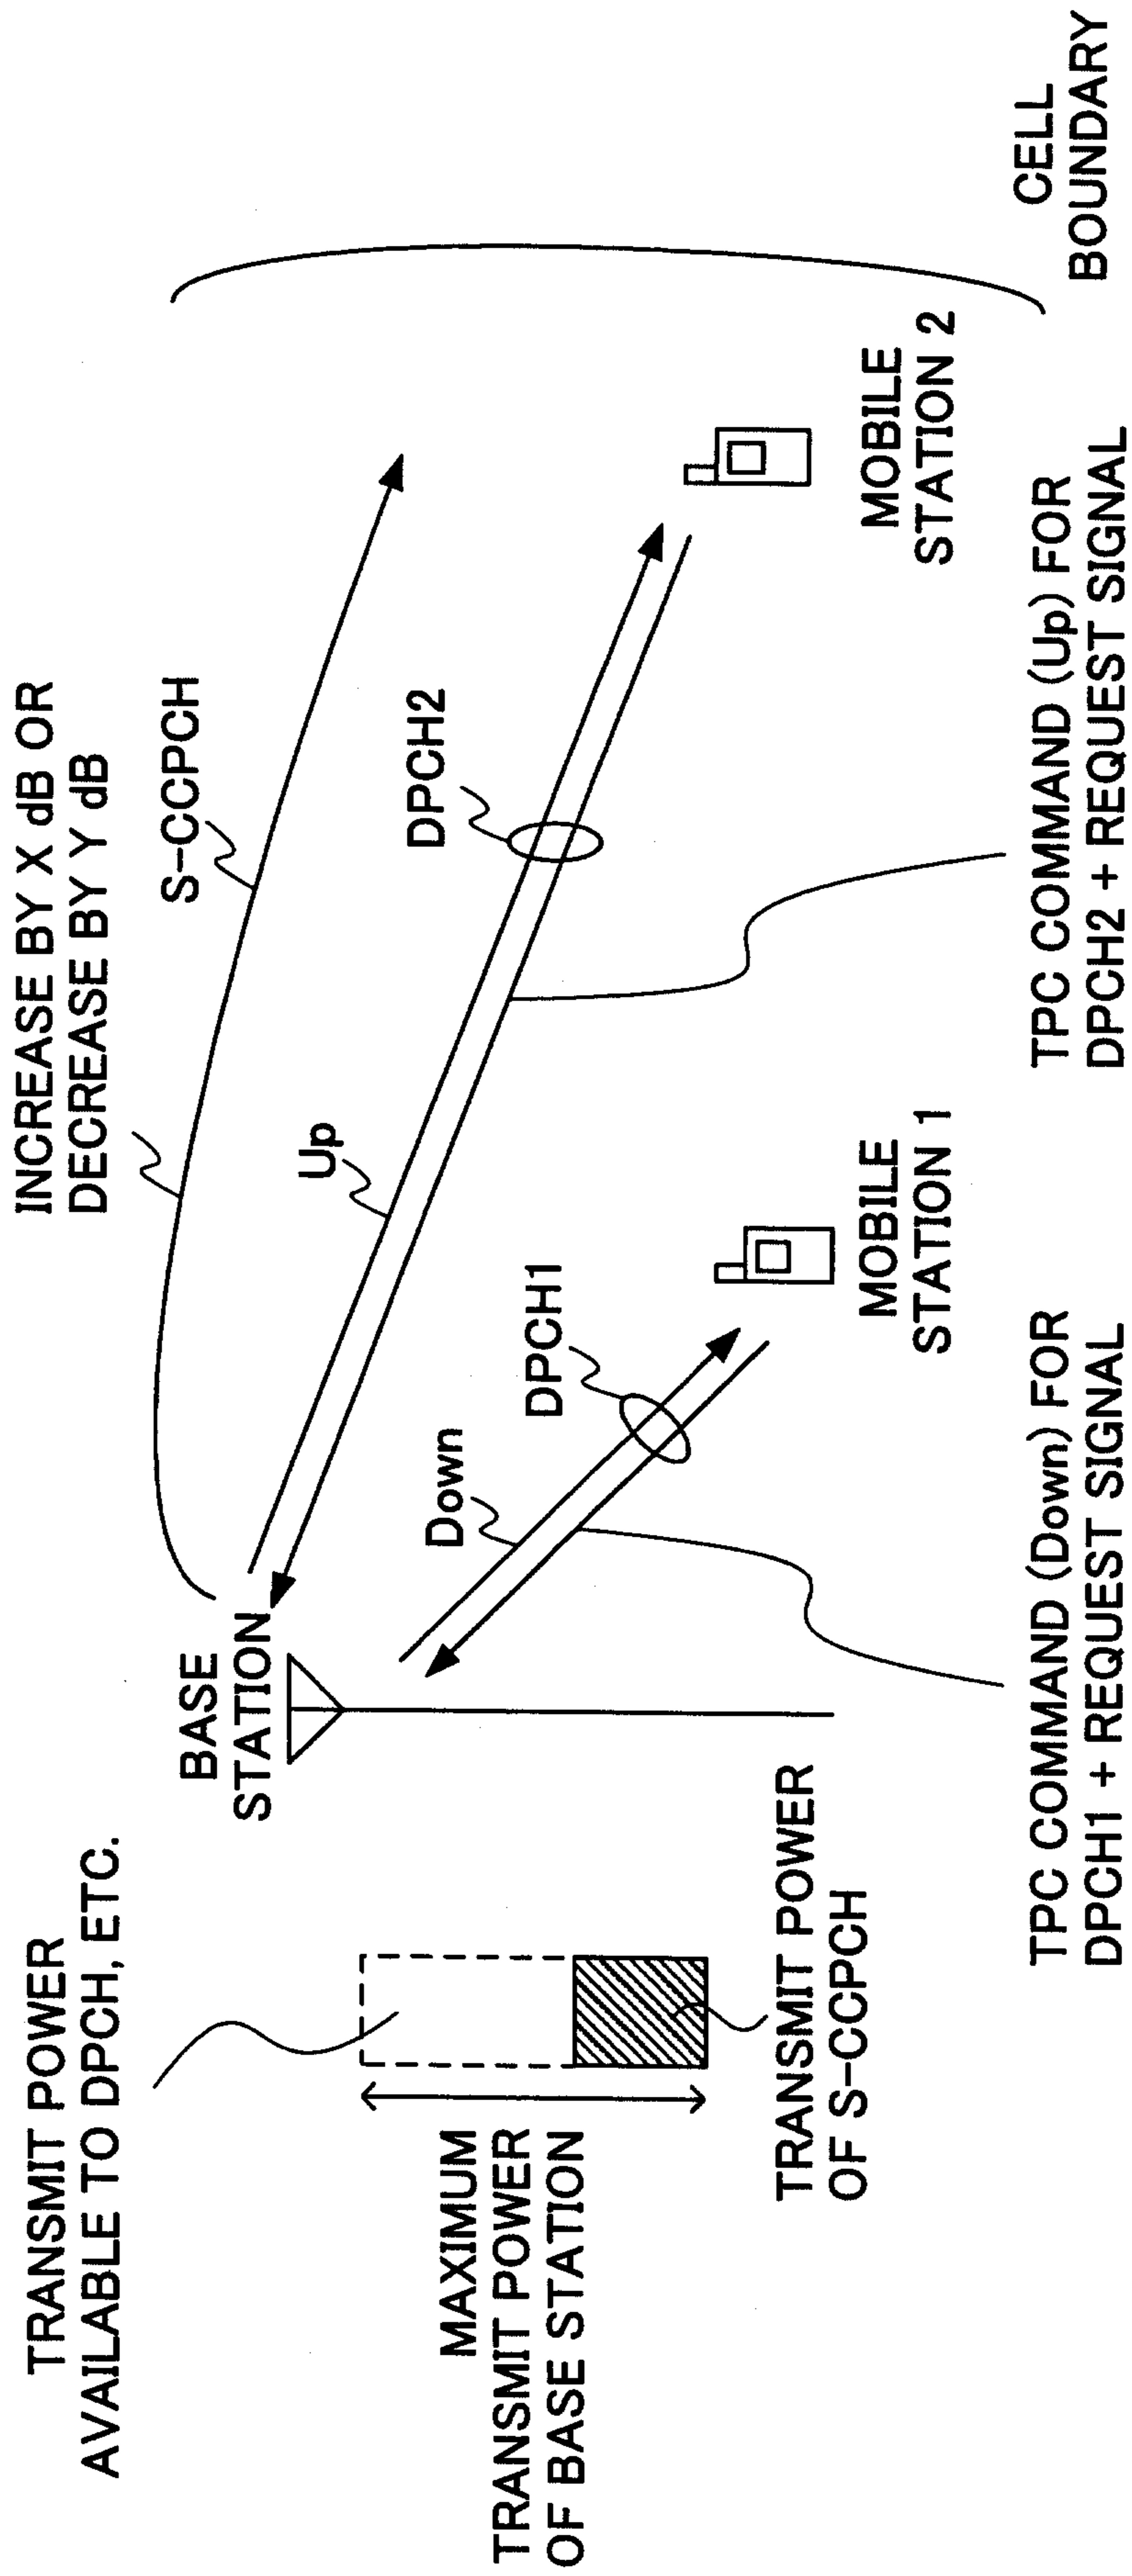 TRANSMIT POWER
AVAILABLE TO DPCH, ETC.
MAXIMUM
TRANSMIT POWER
OF BASE STATION
TRANSMIT POWER
OF S-CCPCH
BASE
STATION
INCREASE BY X dB OR
DECREASE BY Y dB
S-CCPCH
Up
DPCH2
Down
DPCH1
MOBILE
STATION 1
MOBILE
STATION 2
TPC COMMAND (Down) FOR
DPCH1 + REQUEST SIGNAL
TPC COMMAND (Up) FOR
DPCH2 + REQUEST SIGNAL
CELL
BOUNDARY